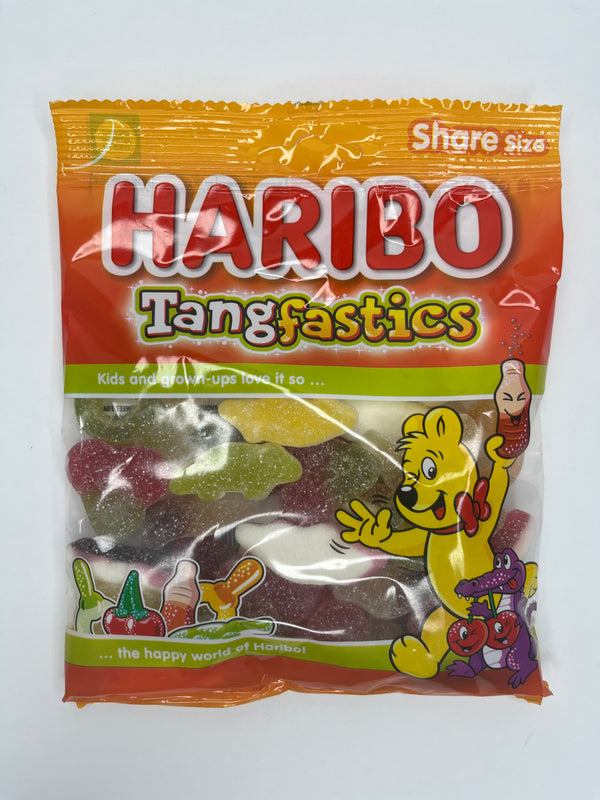 Share Size
HARIBO
Tangfastics
Kids and grown-ups love it so ...
... the happy world of Haribo!